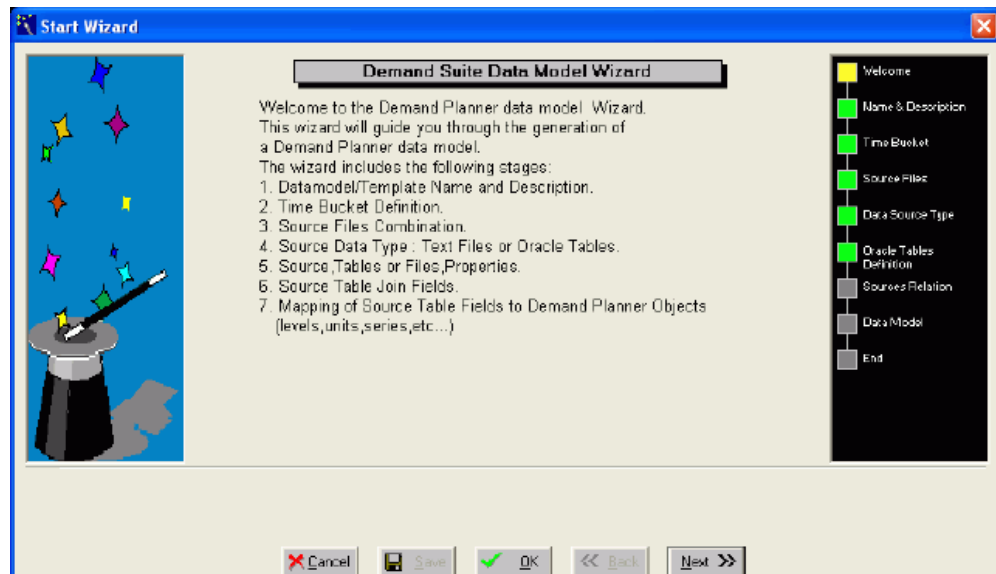 Start Wizard
Demand Suite Data Model Wizard
Welcome to the Demand Planner data model Wizard.
This wizard will guide you through the generation of
a Demand Planner data model.
The wizard includes the following stages:
1. Datamodel/Template Name and Description.
2. Time Bucket Definition.
3. Source Files Combination.
4. Source Data Type : Text Files or Oracle Tables.
5. Source,Tables or Files,Properties.
6. Source Table Join Fields.
7. Mapping of Source Table Fields to Demand Planner Objects
(levels,units,series,etc...)
Welcome
Name & Description
Time Bucket
Source Files
Data Source Type
Oracle Tables
Definition
Sources Relation
Data Model
End
Cancel
Save
OK
Back
Next